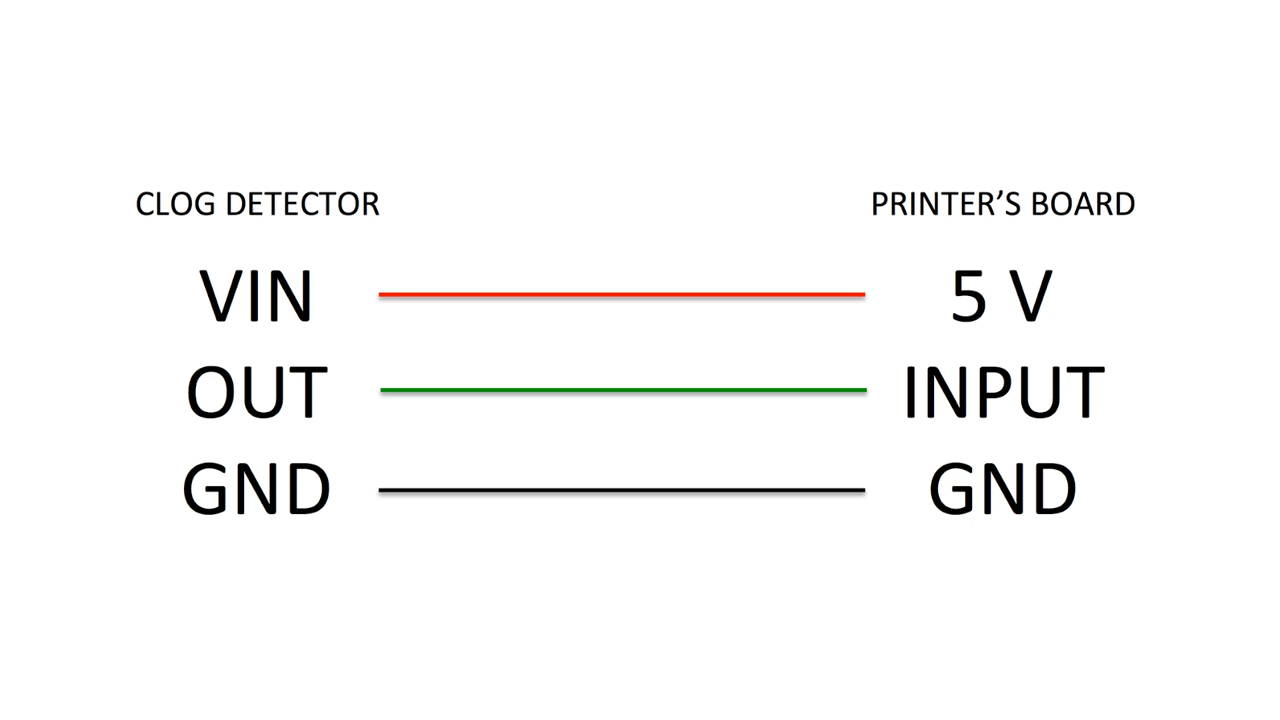 CLOG DETECTOR PRINTER’S BOARD
VIN 5 V
OUT INPUT
GND GND